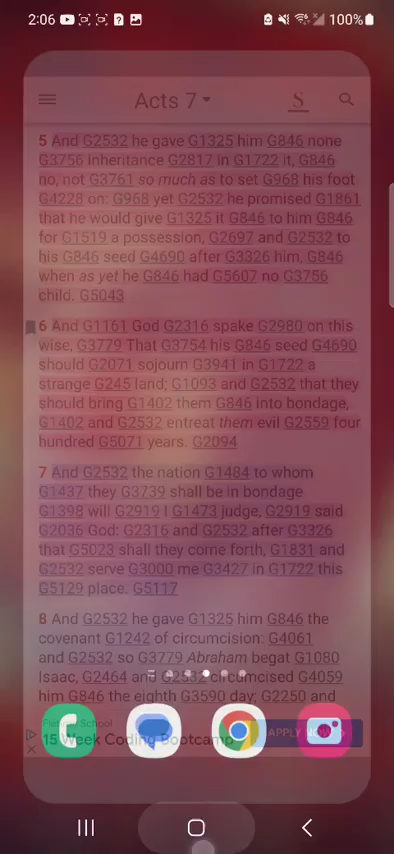 2:06
100%
Acts 7
S
5 And G2532 he gave G1325 him G846 none
G3756 inheritance G2817 in G1722 it, G846
no, not G3761 so much as to set G968 his foot
G4228 on: G968 yet G2532 he promised G1861
that he would give G1325 it G846 to him G846
for G1519 a possession, G2697 and G2532 to
his G846 seed G4690 after G3326 him, G846
when as yet he G846 had G5607 no G3756
child. G5043
6 And G1161 God G2316 spake G2980 on this
wise, G3779 That G3754 his G846 seed G4690
should G2071 sojourn G3941 in G1722 a
strange G245 land; G1093 and G2532 that they
should bring G1402 them G846 into bondage,
G1402 and G2532 entreat them evil G2559 four
hundred G5071 years. G2094
7 And G2532 the nation G1484 to whom
G1437 they G3739 shall be in bondage
G1398 will G2919 I G1473 judge, G2919 said
G2036 God: G2316 and G2532 after G3326
that G5023 shall they come forth, G1831 and
G2532 serve G3000 me G3427 in G1722 this
G5129 place. G5117
8 And G2532 he gave G1325 him G846 the
covenant G1242 of circumcision: G4061
and G2532 so G3779 Abraham begat G1080
Isaac, G2464 and G2532 circumcised G4059
him G846 the eighth G3590 day; G2250 and
School
15 Week Coding Bootcamp
APPLY NOW